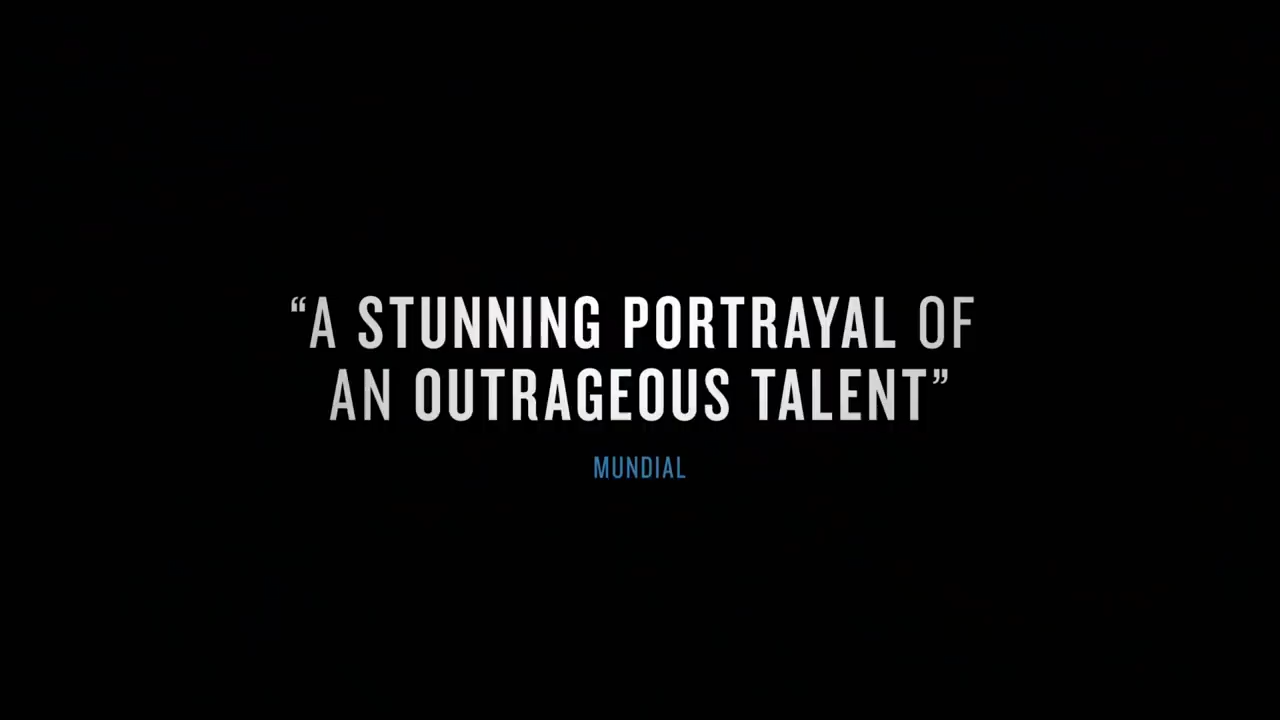 “A STUNNING PORTRAYAL OF
AN OUTRAGEOUS TALENT”
MUNDIAL